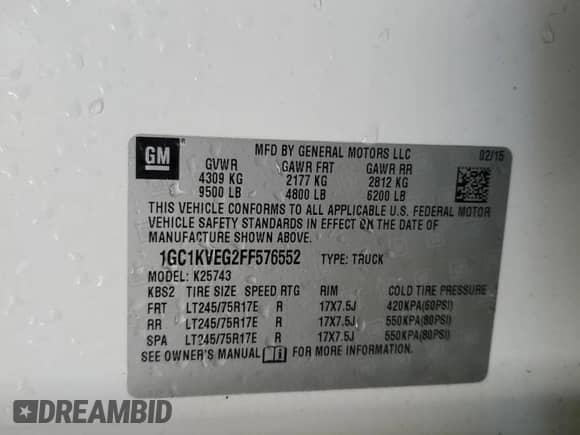 GM
MFD BY GENERAL MOTORS LLC 02/15
GVWR GAWR FRT GAWR RR
4309 KG 2177 KG 2812 KG
9500 LB 4800 LB 6200 LB
THIS VEHICLE CONFORMS TO ALL APPLICABLE U.S. FEDERAL MOTOR
VEHICLE SAFETY STANDARDS IN EFFECT ON THE DATE OF
MANUFACTURE SHOWN ABOVE.
1GC1KVEG2FF576552 TYPE: TRUCK
MODEL: K25743
KBS2 TIRE SIZE SPEED RTG RIM COLD TIRE PRESSURE
FRT LT245/75R17E R 17X7.5J 420KPA(60PSI)
RR LT245/75R17E R 17X7.5J 550KPA(80PSI)
SPA LT245/75R17E R 17X7.5J 550KPA(80PSI)
SEE OWNER'S MANUAL FOR MORE INFORMATION
DREAMBID